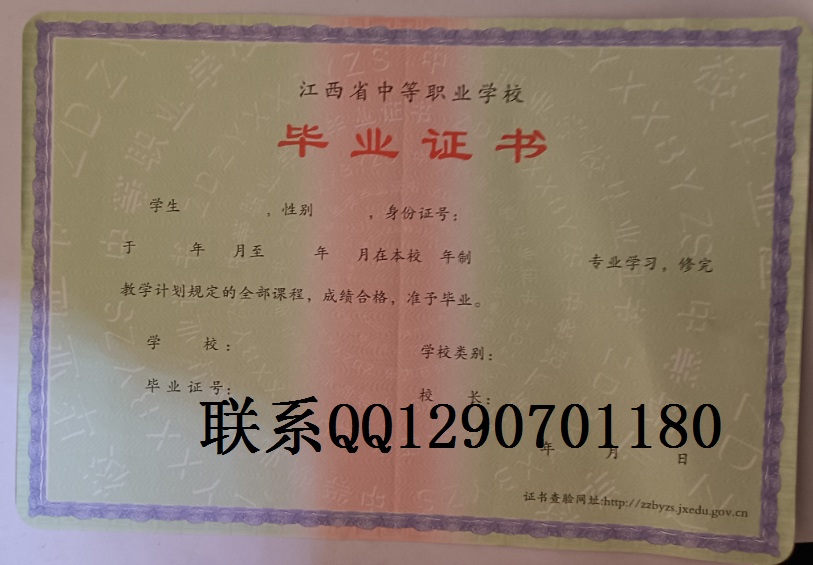 江西省中等职业学校
毕业证书
学生 ，性别 ，身份证号：
于 年 月至 年 月在本校 年制 专业学习，修完
教学计划规定的全部课程，成绩合格，准予毕业。
学 校： 学校类别：
毕业证号： 校 长：
联系QQ1290701180
年 月 日
证书查验网址:http://zzbyzs.jxedu.gov.cn